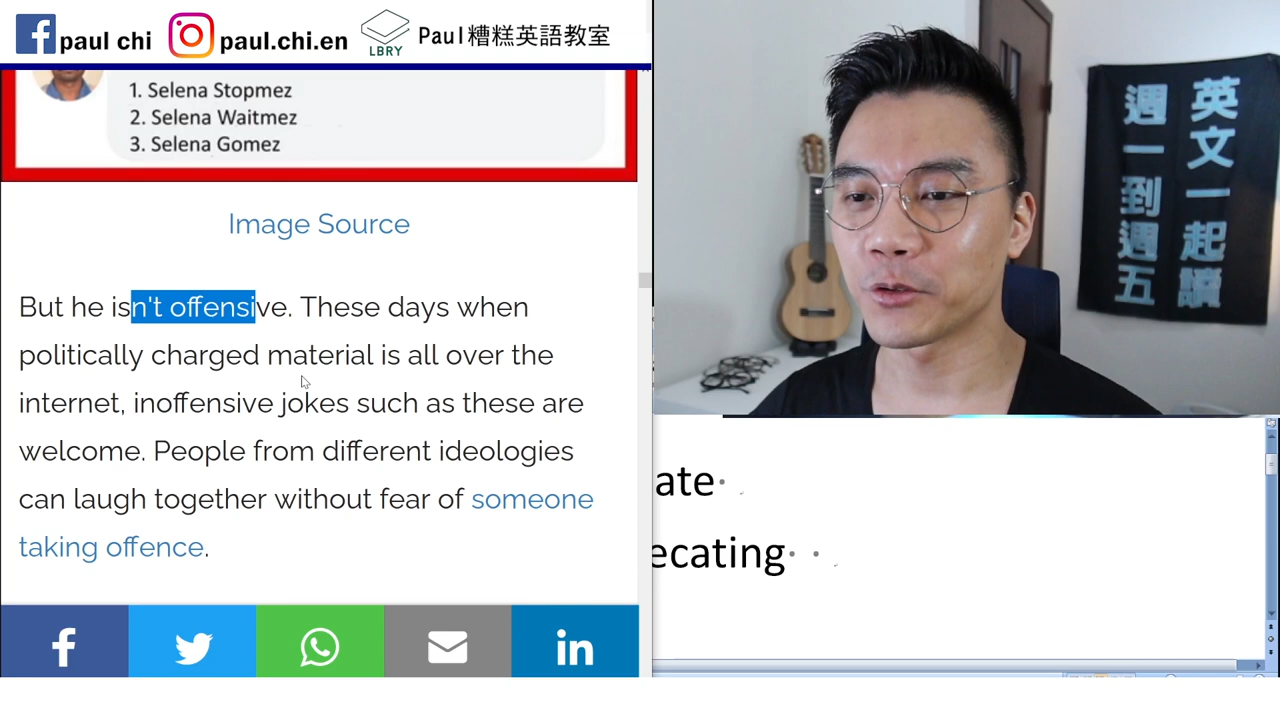 paul chi
paul.chi.en
LBRY
Paul糟糕英語教室
1. Selena Stopmez
2. Selena Waitmez
3. Selena Gomez
Image Source
But he isn't offensive. These days when
politically charged material is all over the
internet, inoffensive jokes such as these are
welcome. People from different ideologies
can laugh together without fear of someone
taking offence.
英文一起讀
週一到週五
ate
ecating